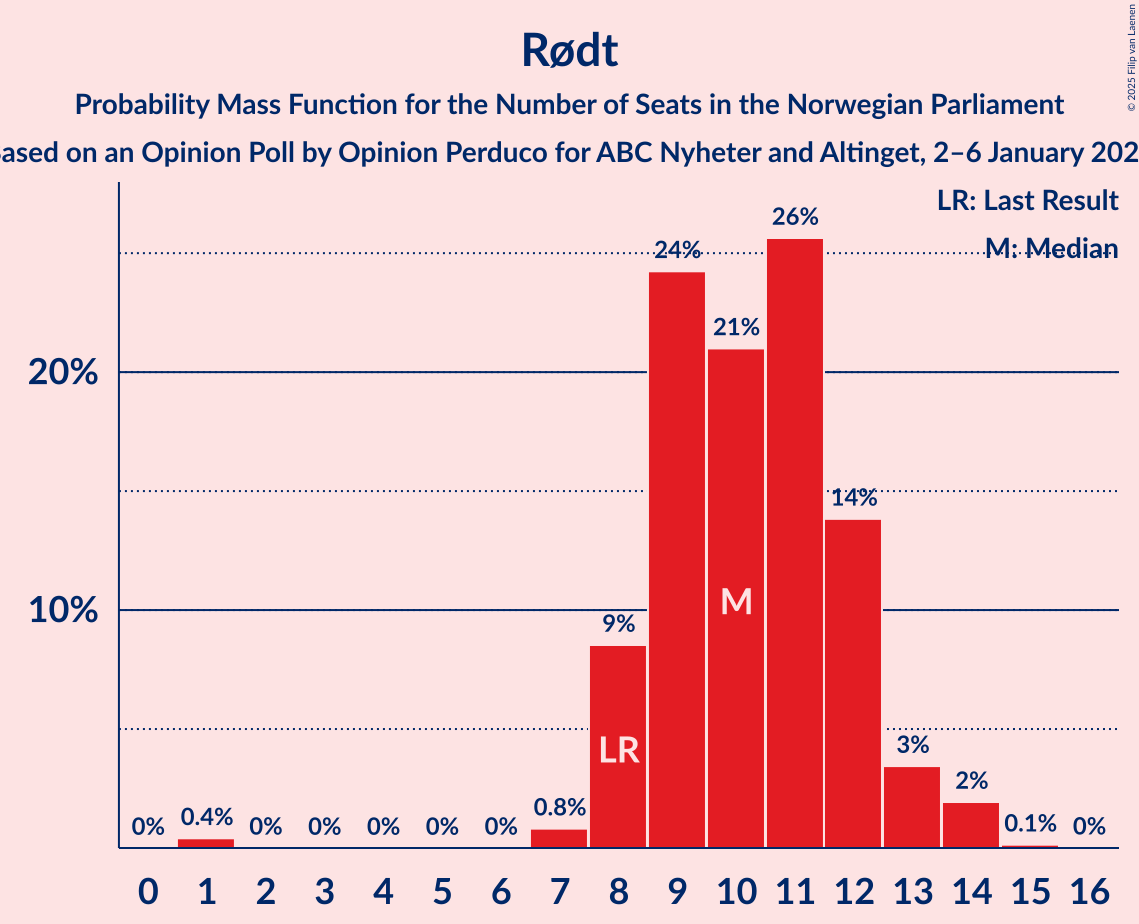 Rødt
Probability Mass Function for the Number of Seats in the Norwegian Parliament
ased on an Opinion Poll by Opinion Perduco for ABC Nyheter and Altinget, 2–6 January 202
© 2025 Filip van Laenen
LR: Last Result
M: Median
20%
10%
0% 0.4% 0% 0% 0% 0% 0% 0.8% 9% 24% 21% 26% 14% 3% 2% 0.1% 0%
LR
M
0 1 2 3 4 5 6 7 8 9 10 11 12 13 14 15 16